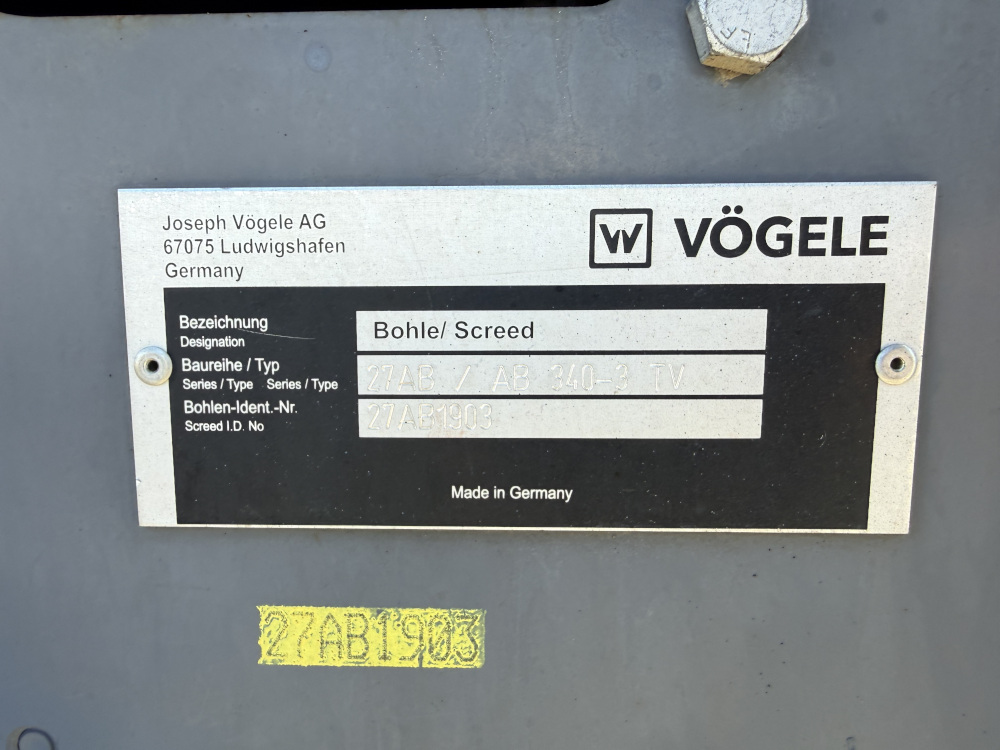 Joseph Vögele AG
67075 Ludwigshafen
Germany
VÖGELE
Bezeichnung
Designation
Bohle/ Screed
Baureihe / Typ
Series / Type Series / Type
27AB / AB 340-3 TV
Bohlen-Ident.-Nr.
Screed I.D. No
27AB1903
Made in Germany
27AB1903